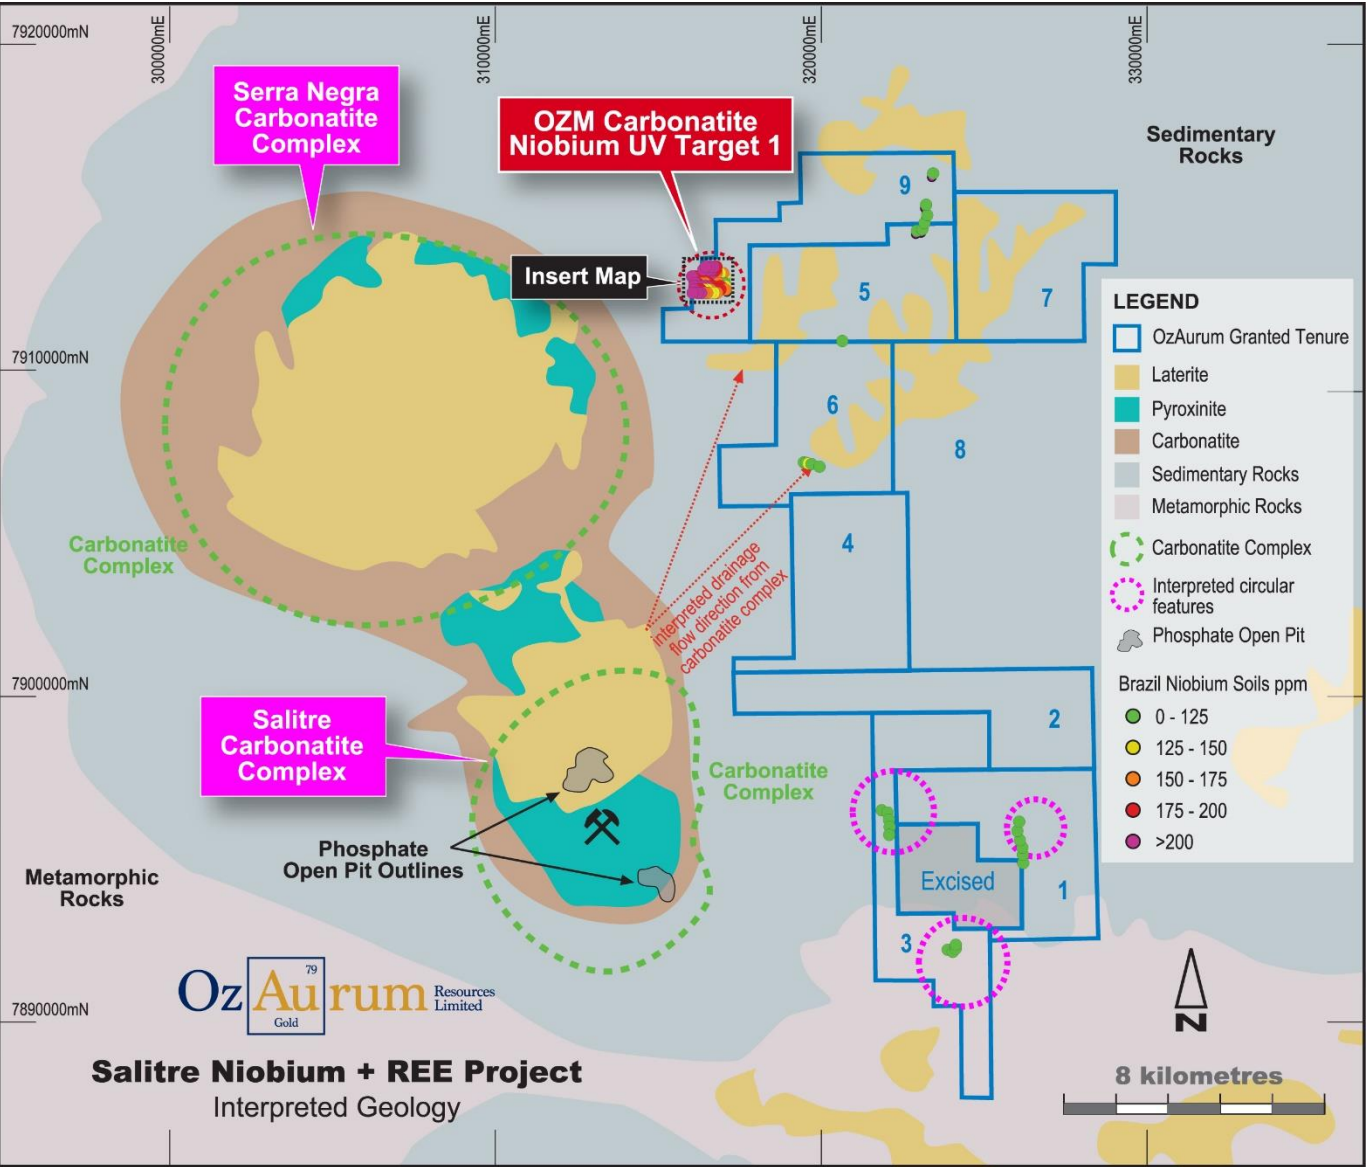 7920000mN
300000mE
310000mE
320000mE
330000mE
Serra Negra
Carbonatite
Complex
OZM Carbonatite
Niobium UV Target 1
Sedimentary
Rocks
9
Insert Map
5
7
7910000mN
6
8
Carbonatite
Complex
4
interpreted drainage
flow direction from
carbonatite complex
7900000mN
Salitre
Carbonatite
Complex
Carbonatite
Complex
2
Phosphate
Open Pit Outlines
Excised
1
3
Metamorphic
Rocks
LEGEND
OzAurum Granted Tenure
Laterite
Pyroxinite
Carbonatite
Sedimentary Rocks
Metamorphic Rocks
Carbonatite Complex
Interpreted circular
features
Phosphate Open Pit
Brazil Niobium Soils ppm
0 - 125
125 - 150
150 - 175
175 - 200
>200
7890000mN
79
OzAurum
Gold
Resources
Limited
Salitre Niobium + REE Project
Interpreted Geology
N
8 kilometres